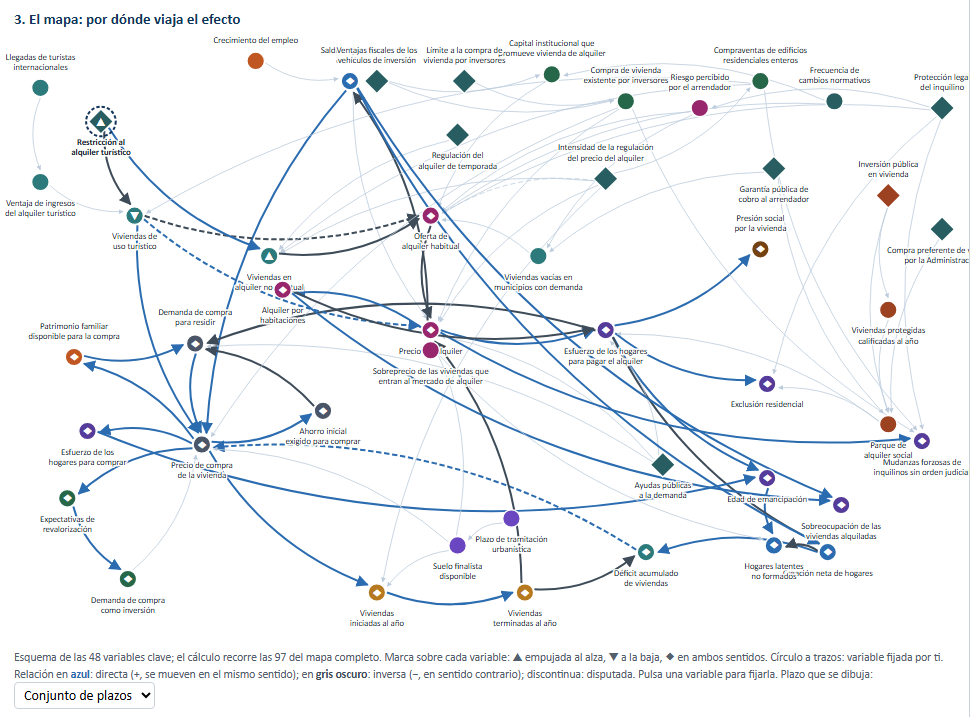 3. El mapa: por dónde viaja el efecto
Crecimiento del empleo
Llegadas de turistas
internacionales
Ventajas fiscales de los
vehículos de inversión
Límite a la compra de
vivienda por inversores
Capital institucional que
promueve vivienda de alquiler
Compra de vivienda
existente por inversores
Riesgo percibido
por el arrendador
Compraventas de edificios
residenciales enteros
Frecuencia de
cambios normativos
Protección lega
del inquilino
Restricción al
alquiler turístico
Regulación del
alquiler de temporada
Intensidad de la regulación
del precio del alquiler
Garantía pública de
cobro al arrendador
Inversión pública
en vivienda
Ventaja de ingresos
del alquiler turístico
Viviendas de
uso turístico
Oferta de
alquiler habitual
Presión social
por la vivienda
Compra preferente de v
por la Administrac
Viviendas en
alquiler no
Viviendas vacías en
municipios con demanda
Alquiler por
habitaciones
Demanda de compra
para residir
Patrimonio familiar
disponible para la compra
Precio
alquiler
Sobreprecio de las viviendas que
entran al mercado de alquiler
Esfuerzo de los hogares
para pagar el alquiler
Viviendas protegidas
calificadas al año
Exclusión residencial
Ahorro inicial
exigido para comprar
Esfuerzo de los
hogares para comprar
Precio de compra
de la vivienda
Parque de
alquiler social
Mudanzas forzosas de
inquilinos sin orden judicia
Ayudas públicas
a la demanda
Edad de emancipación
Expectativas de
revalorización
Plazo de tramitación
urbanística
Sobreocupación de las
viviendas alquiladas
Suelo finalista
disponible
Déficit acumulado
de viviendas
Hogares latentes
no formados
neta de hogares
Demanda de compra
como inversión
Viviendas
iniciadas al año
Viviendas
terminadas al año
Esquema de las 48 variables clave; el cálculo recorre las 97 del mapa completo. Marca sobre cada variable: ▲ empujada al alza, ▼ a la baja, ◆ en ambos sentidos. Círculo a trazos: variable fijada por ti.
Relación en azul: directa (+, se mueven en el mismo sentido); en gris oscuro: inversa (−, en sentido contrario); discontinua: disputada. Pulsa una variable para fijarla. Plazo que se dibuja:
Conjunto de plazos